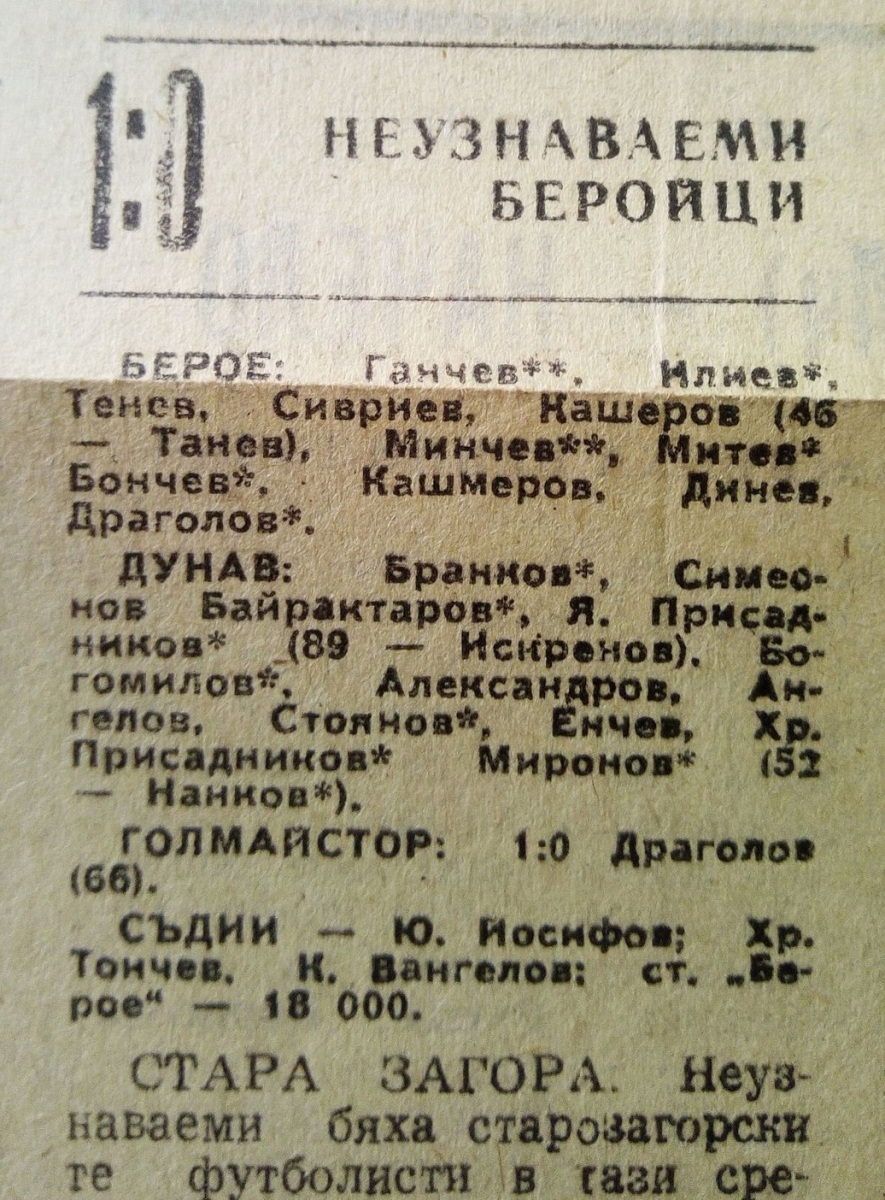 1:0
НЕУЗНАВАЕМИ
БЕРОЙЦИ
БЕРОЕ: Ганчев**, Илиев*,
Тенев, Сивриев, Кашеров (46
— Танев), Минчев**, Митев*
Бончев*, Кашмеров, Динев,
Драголов*.
ДУНАВ: Бранков*, Симео-
нов Байрактаров*, Я. Присад-
ников* (89 — Искренов), Бо-
гомилов*, Александров, Ан-
гелов, Стоянов*, Енчев, Хр.
Присадников* Миронов* (52
— Нанков*).
ГОЛМАЙСТОР: 1:0 Драголов
(66).
СЪДИИ — Ю. Йосифов; Хр.
Тончев, К. Вангелов; ст. „Бе-
рое“ — 18 000.
СТАРА ЗАГОРА. Неуз-
наваеми бяха старозагорски
те футболисти в тази сре-